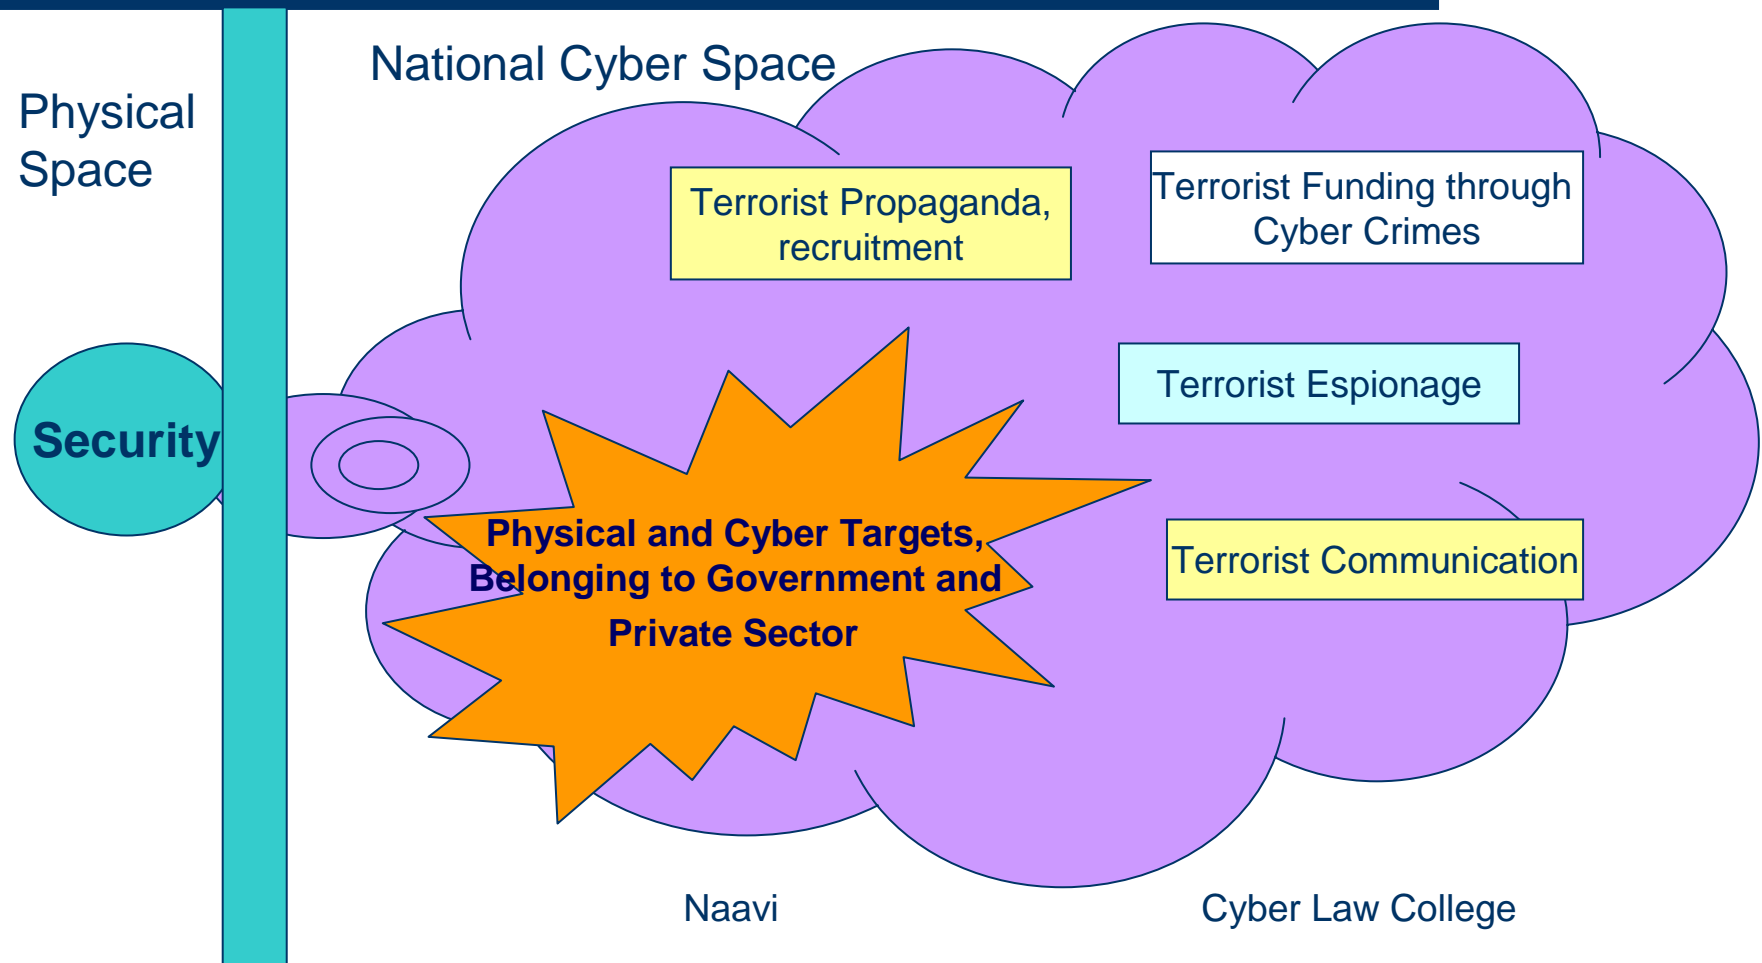 National Cyber Space
Physical
Space
Terrorist Propaganda,
recruitment
Terrorist Funding through
Cyber Crimes
Terrorist Espionage
Security
Physical and Cyber Targets,
Belonging to Government and
Private Sector
Terrorist Communication
Naavi
Cyber Law College